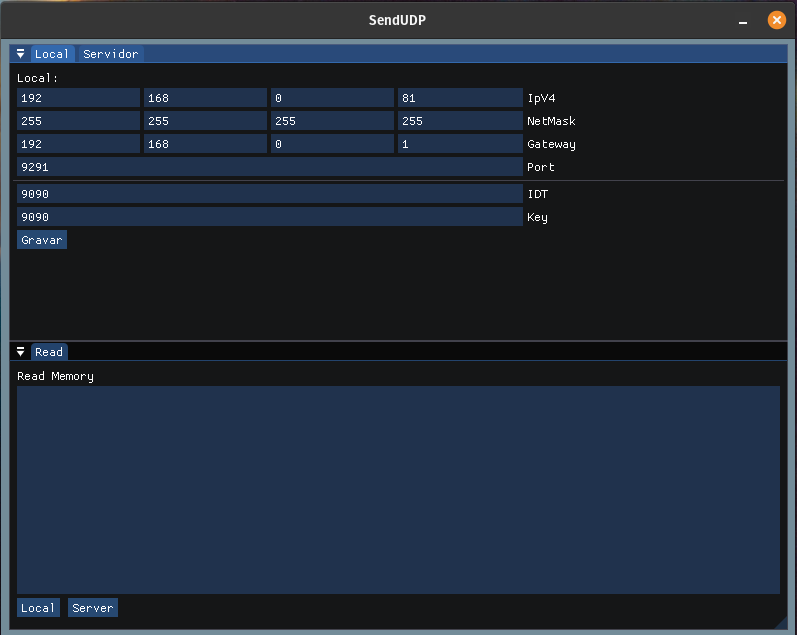 SendUDP
Local Servidor
Local:
192 168 0 81 IpV4
255 255 255 255 NetMask
192 168 0 1 Gateway
9291 Port
9090 IDT
9090 Key
Gravar
Read
Read Memory
Local Server